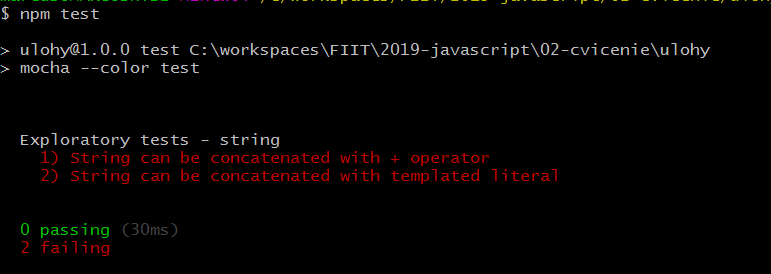 $ npm test
> ulohy@1.0.0 test C:\workspaces\FIIT\2019-javascript\02-cvicenie\ulohy
> mocha --color test
Exploratory tests - string
1) String can be concatenated with + operator
2) String can be concatenated with templated literal
0 passing (30ms)
2 failing